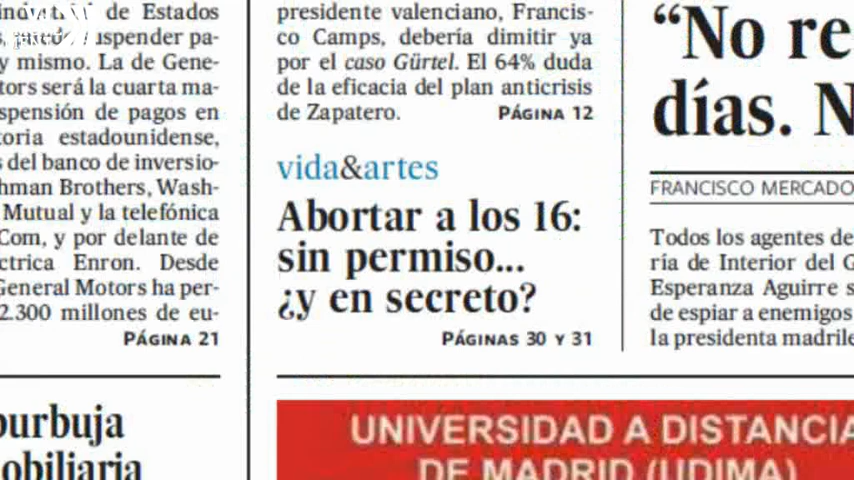 de Estados
uspender pa-
y mismo. La de Gene-
tors será la cuarta ma-
spensión de pagos en
toria estadounidense,
s del banco de inversio-
hman Brothers, Wash-
Mutual y la telefónica
Com, y por delante de
ctrica Enron. Desde
General Motors ha per-
2.300 millones de eu-
PÁGINA 21
burbuja
obiliaria
presidente valenciano, Francis-
co Camps, debería dimitir ya
por el caso Gürtel. El 64% duda
de la eficacia del plan anticrisis
de Zapatero. PÁGINA 12
vida&artes
Abortar a los 16:
sin permiso...
¿y en secreto?
PÁGINAS 30 Y 31
“No re
días. N
FRANCISCO MERCADO
Todos los agentes de
ría de Interior del G
Esperanza Aguirre s
de espiar a enemigos
la presidenta madrile
UNIVERSIDAD A DISTANCIA
DE MADRID (UDIMA)